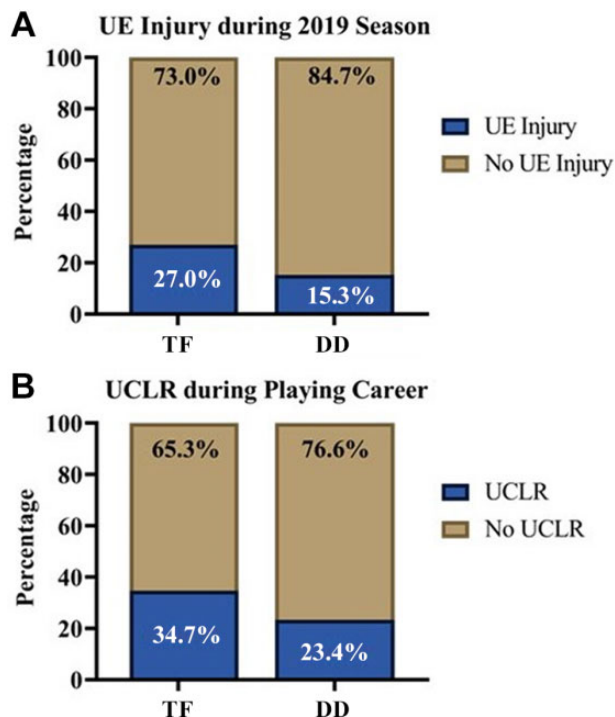 A
UE Injury during 2019 Season
Percentage
100
80
60
40
20
0
73.0%
84.7%
27.0%
15.3%
TF
DD
UE Injury
No UE Injury
B
UCLR during Playing Career
Percentage
100
80
60
40
20
0
65.3%
76.6%
34.7%
23.4%
TF
DD
UCLR
No UCLR